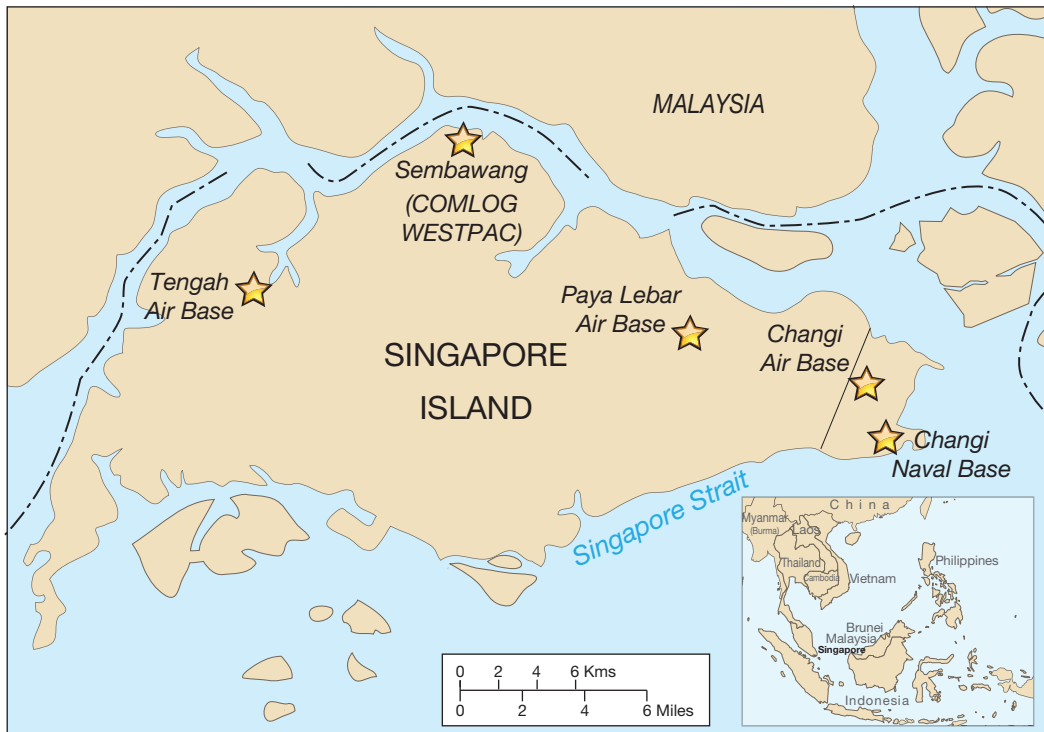 MALAYSIA
Sembawang
(COMLOG
WESTPAC)
Tengah
Air Base
Paya Lebar
Air Base
Changi
Air Base
SINGAPORE
ISLAND
Changi
Naval Base
Singapore Strait
China
Myanmar
(Burma)
Laos
Thailand
Cambodia
Vietnam
Philippines
Brunei
Malaysia
Singapore
Indonesia
0 2 4 6 Kms
0 2 4 6 Miles